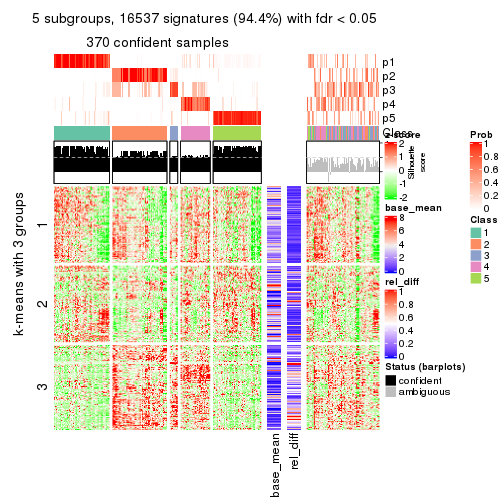 5 subgroups, 16537 signatures (94.4%) with fdr < 0.05
370 confident samples
p1
p2
p3
p4
p5
Class
z-score
2
1
0
-1
-2
Silhouette
score
base_mean
8
6
4
2
0
rel_diff
1
0.8
0.6
0.4
0.2
0
Status (barplots)
confident
ambiguous
Prob
1
0.8
0.6
0.4
0.2
0
Class
1
2
3
4
5
k-means with 3 groups
1
2
3
base_mean
rel_diff